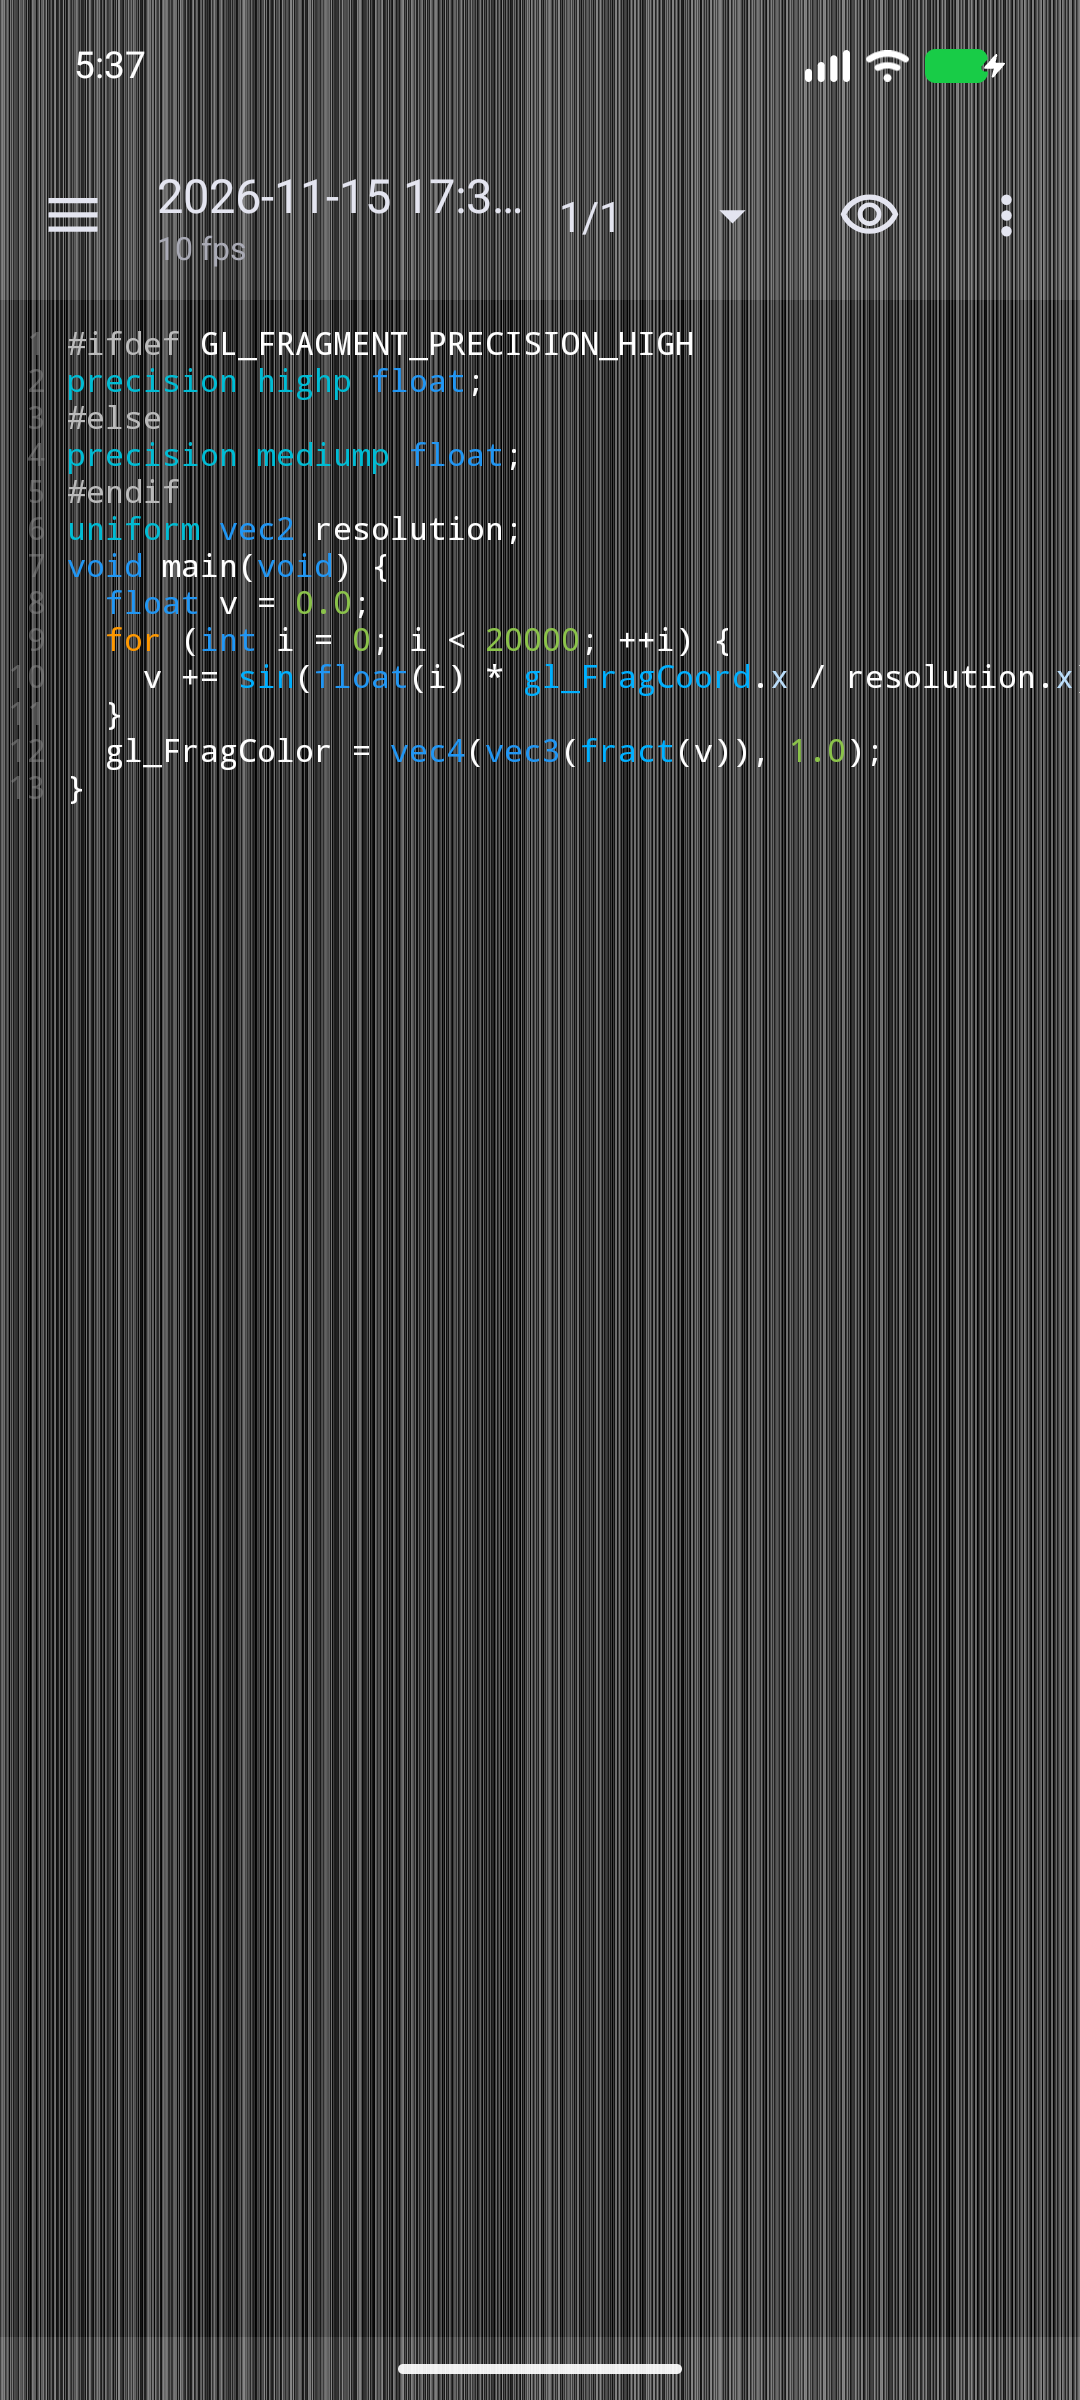 5:37
2026-11-15 17:3...
10 fps
1/1
1 #ifdef GL_FRAGMENT_PRECISION_HIGH
2 precision highp float;
3 #else
4 precision mediump float;
5 #endif
6 uniform vec2 resolution;
7 void main(void) {
8   float v = 0.0;
9   for (int i = 0; i < 20000; ++i) {
10     v += sin(float(i) * gl_FragCoord.x / resolution.x
11   }
12   gl_FragColor = vec4(vec3(fract(v)), 1.0);
13 }